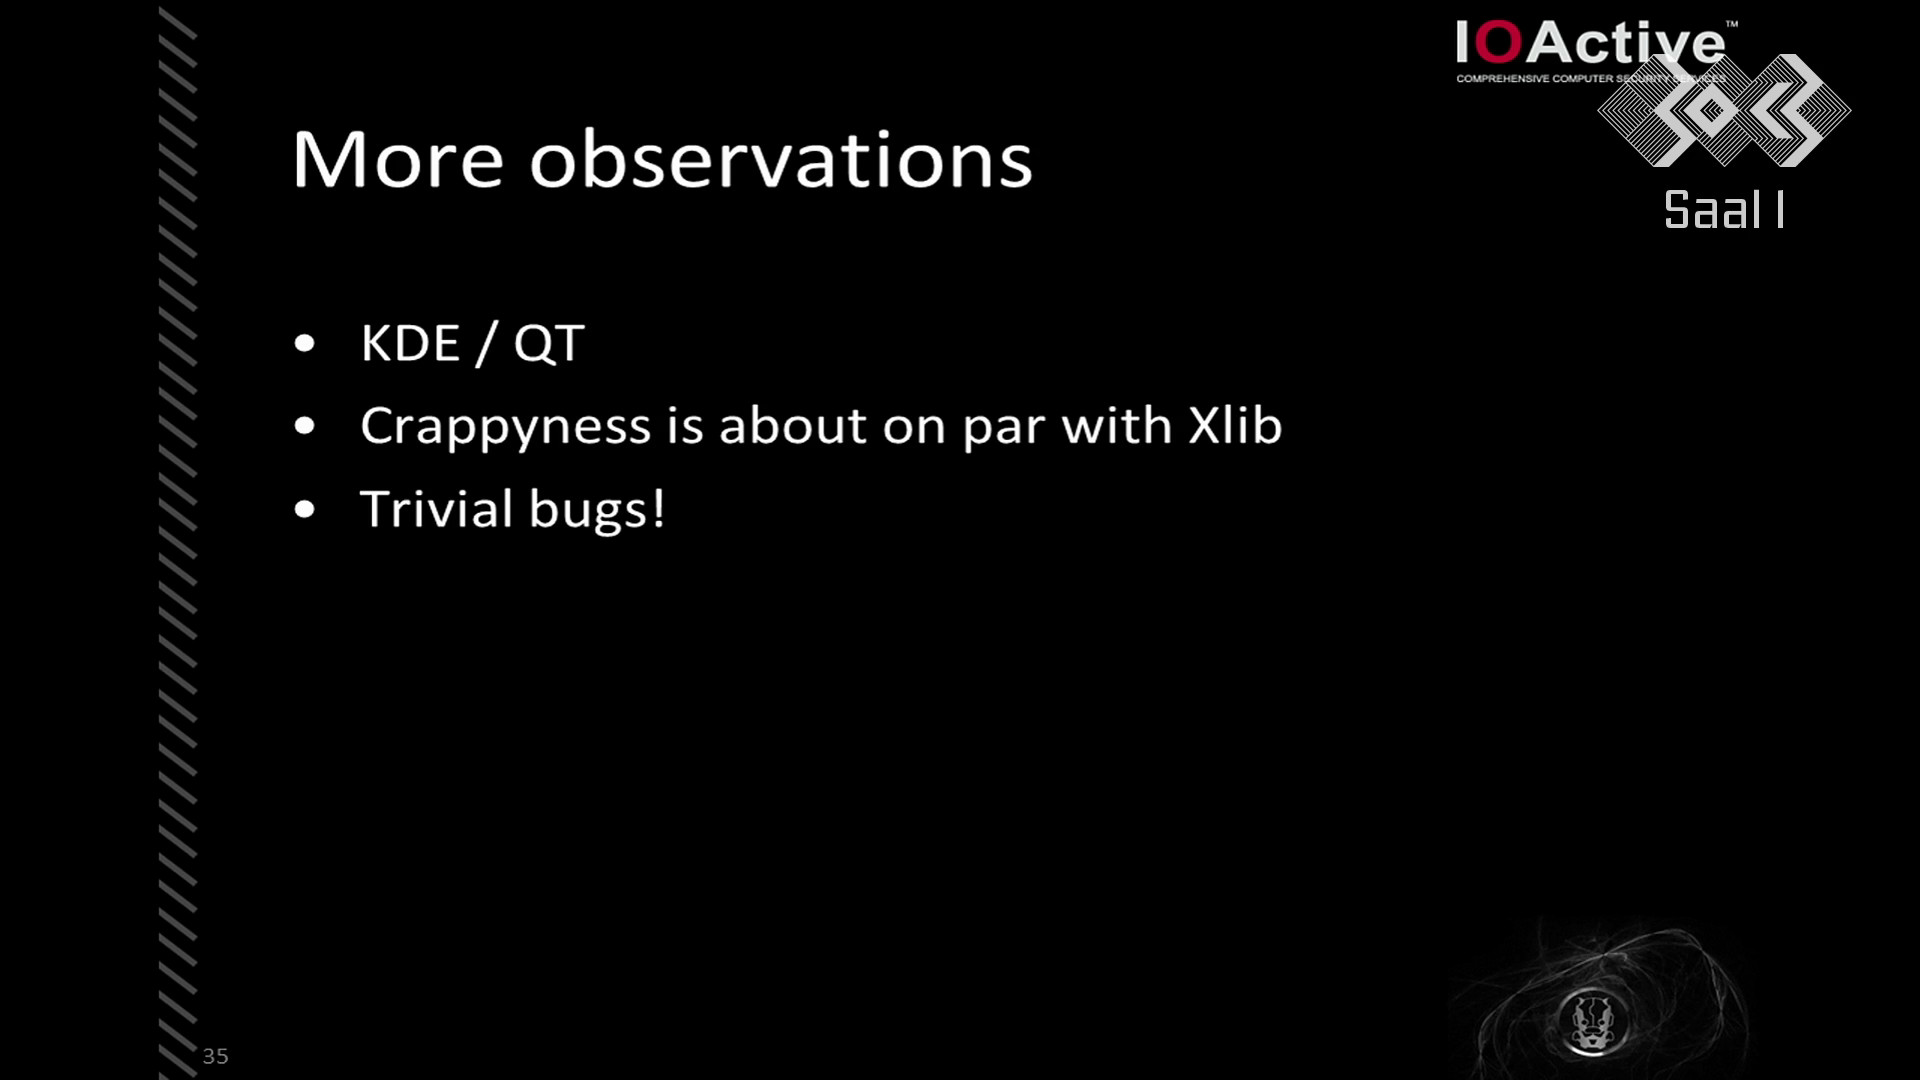 IOActive™
COMPREHENSIVE COMPUTER SECURITY SERVICES
Saal 1
More observations
• KDE / QT
• Crappyness is about on par with Xlib
• Trivial bugs!
35